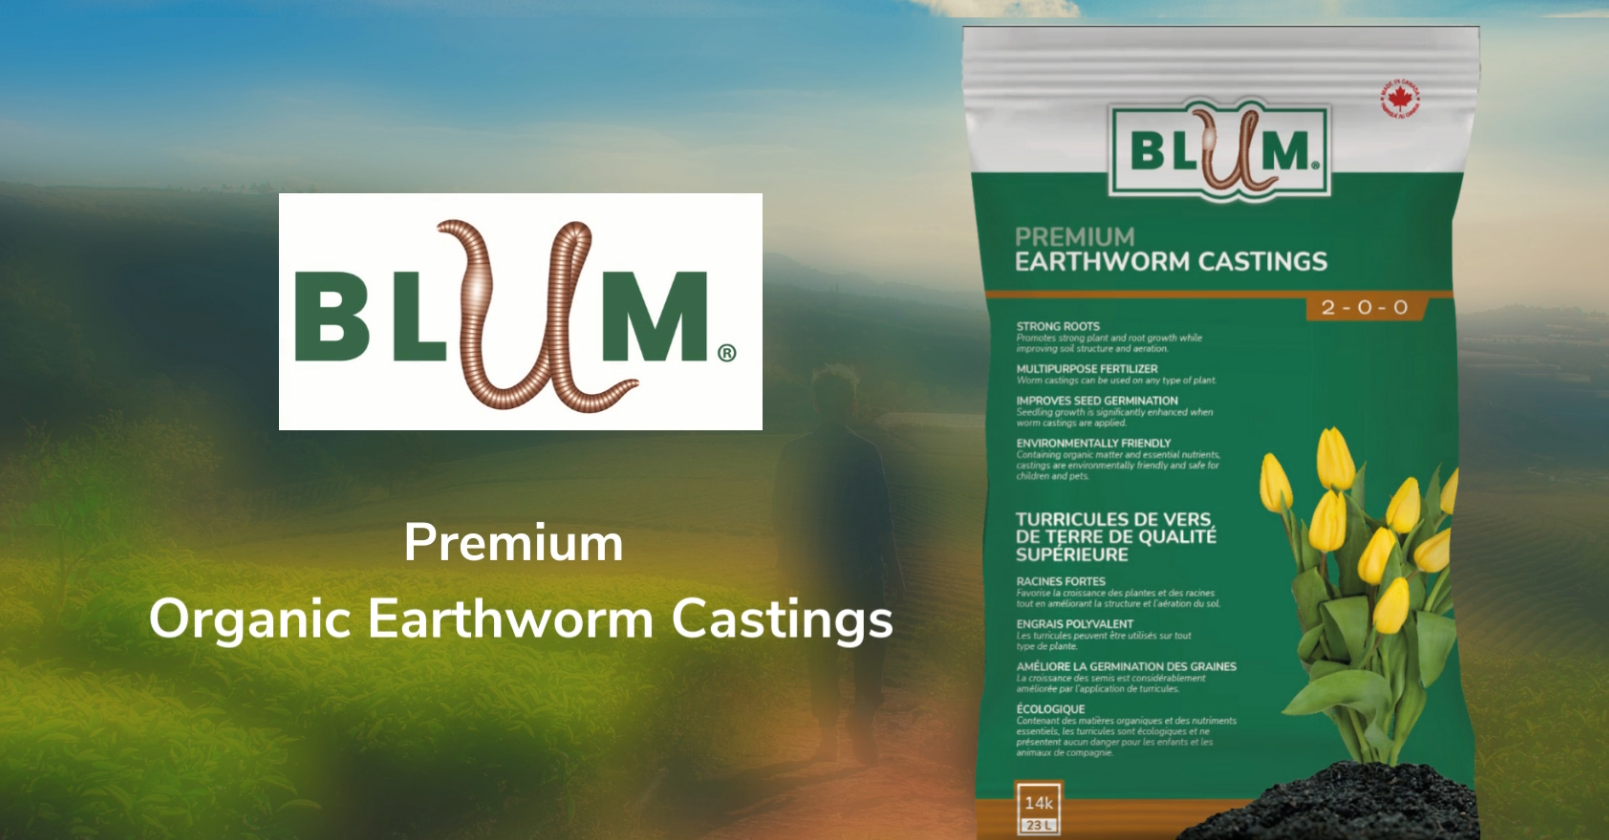 BLUM®
Premium
Organic Earthworm Castings
BLUM®
PREMIUM
EARTHWORM CASTINGS
2-0-0
STRONG ROOTS
Promotes strong plant and root growth while
improving soil structure and aeration.
MULTIPURPOSE FERTILIZER
Worm castings can be used on any type of plant.
IMPROVES SEED GERMINATION
Seedling growth is significantly enhanced when
worm castings are applied.
ENVIRONMENTALLY FRIENDLY
Containing organic matter and essential nutrients,
castings are environmentally friendly and safe for
children and pets.
TURRICULES DE VERS
DE TERRE DE QUALITÉ
SUPÉRIEURE
RACINES FORTES
Favorise la croissance des plantes et des racines
tout en améliorant la structure et l'aération du sol.
ENGRAIS POLYVALENT
Les turricules peuvent être utilisés sur tout
type de plante.
AMÉLIORE LA GERMINATION DES GRAINES
La croissance des semis est considérablement
améliorée par l'application de turricules.
ÉCOLOGIQUE
Contenant des matières organiques et des nutriments
essentiels, les turricules sont écologiques et ne
présentent aucun danger pour les enfants et les
animaux de compagnie.
14k
23 L